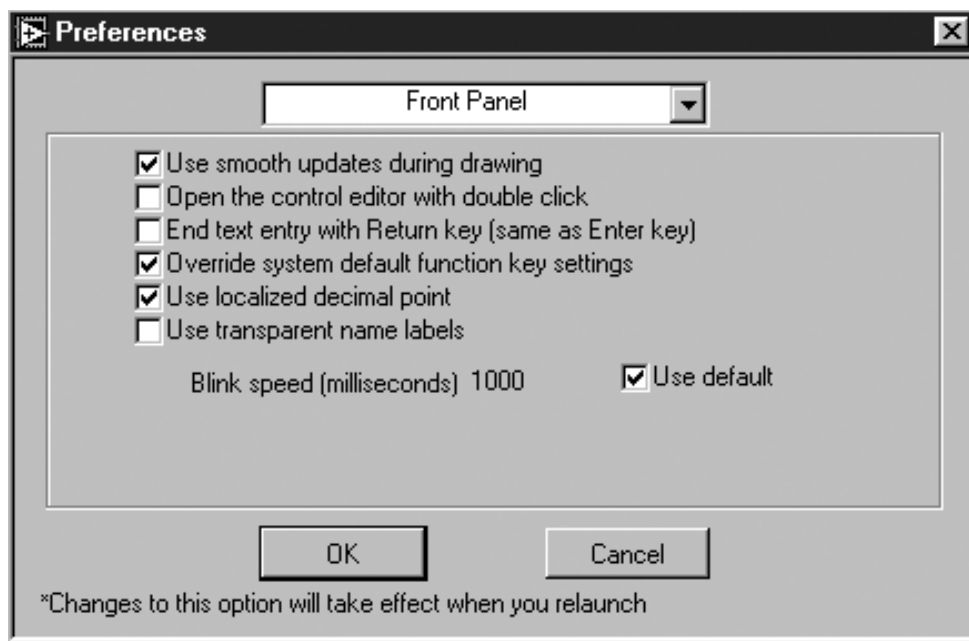 Preferences
Front Panel
Use smooth updates during drawing
Open the control editor with double click
End text entry with Return key (same as Enter key)
Override system default function key settings
Use localized decimal point
Use transparent name labels
Blink speed (milliseconds) 1000 Use default
OK Cancel
*Changes to this option will take effect when you relaunch